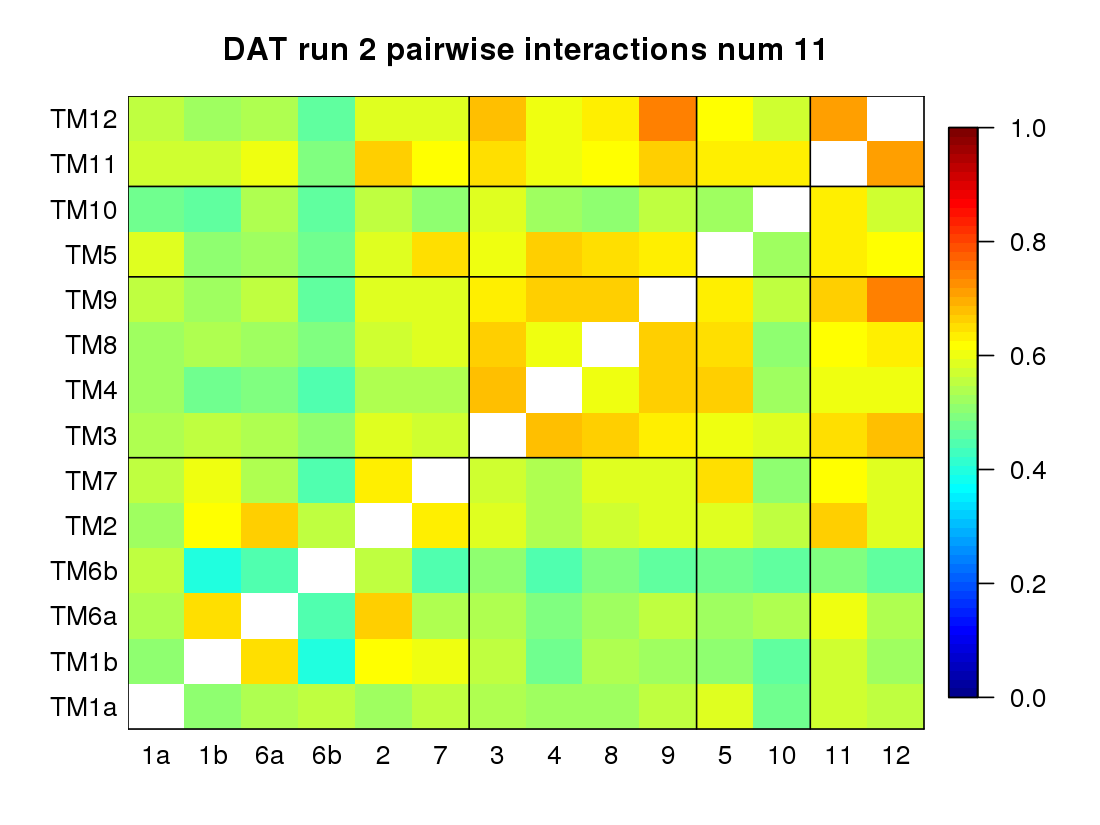 DAT run 2 pairwise interactions num 11
TM12
TM11
TM10
TM5
TM9
TM8
TM4
TM3
TM7
TM2
TM6b
TM6a
TM1b
TM1a
1a 1b 6a 6b 2 7 3 4 8 9 5 10 11 12
1.0
0.8
0.6
0.4
0.2
0.0